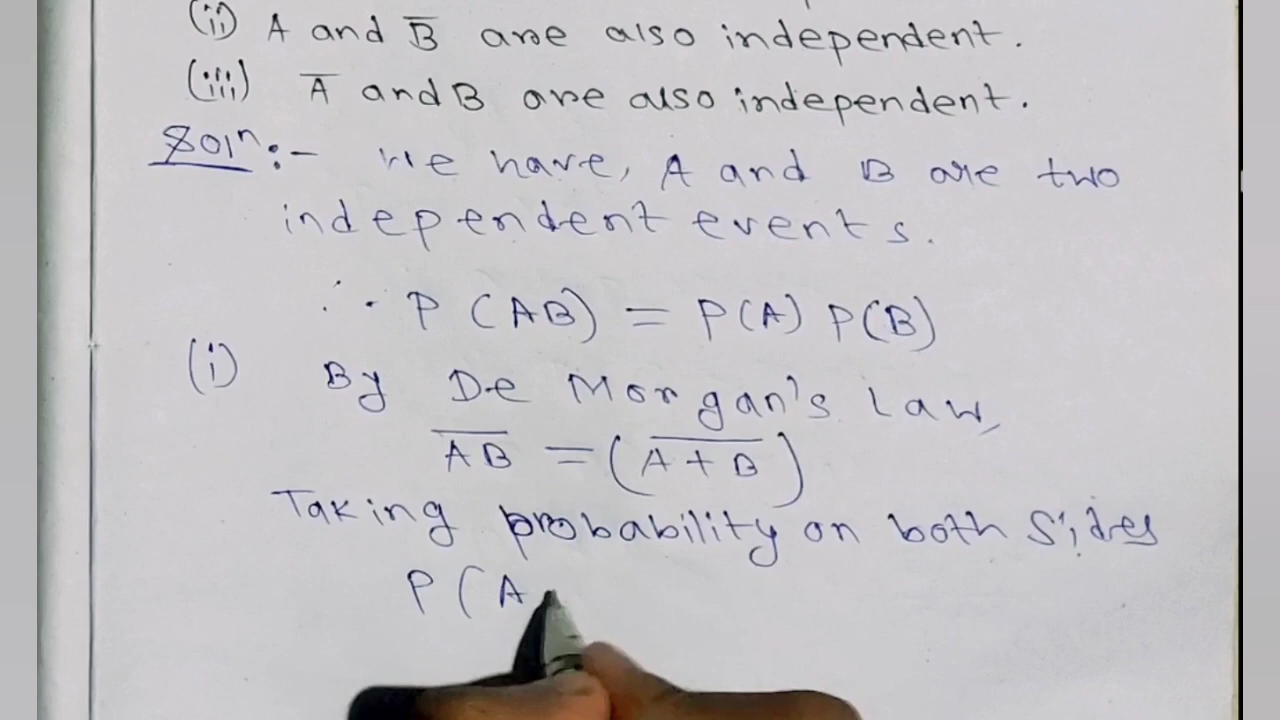 (ii) A and B̅ are also independent.
(iii) A̅ and B are also independent.
Solⁿ:- We have, A and B are two
independent events.
∴ P (AB) = P(A) P(B)
(i) By De Morgan's Law,
A̅B̅ = (A̅ ̅+̅ ̅B̅)
Taking probability on both Sides
P (A